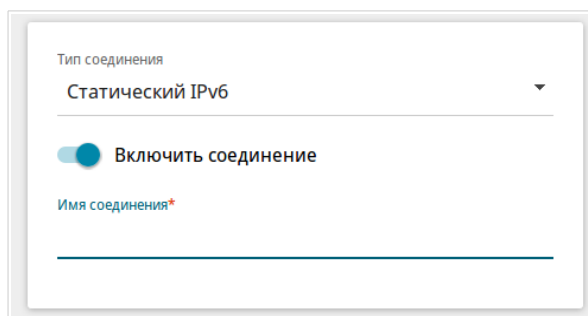 Тип соединения
Статический IPv6
Включить соединение
Имя соединения*